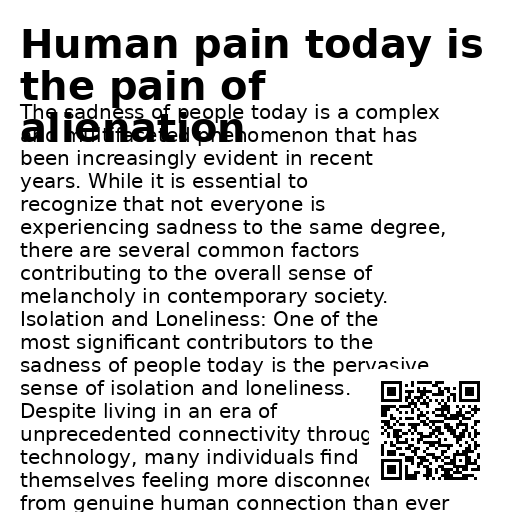 Human pain today is
the pain of
alienation
The sadness of people today is a complex
and multifaceted phenomenon that has
been increasingly evident in recent
years. While it is essential to
recognize that not everyone is
experiencing sadness to the same degree,
there are several common factors
contributing to the overall sense of
melancholy in contemporary society.
Isolation and Loneliness: One of the
most significant contributors to the
sadness of people today is the pervasive
sense of isolation and loneliness.
Despite living in an era of
unprecedented connectivity throug
technology, many individuals find
themselves feeling more disconnec
from genuine human connection than ever